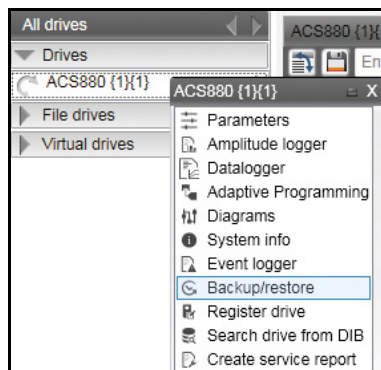 All drives
Drives
ACS880 {1}{1}
File drives
Virtual drives
ACS880 {1}{
En
ACS880 {1}{1}
X
Parameters
Amplitude logger
Datalogger
Adaptive Programming
Diagrams
System info
Event logger
Backup/restore
Register drive
Search drive from DIB
Create service report